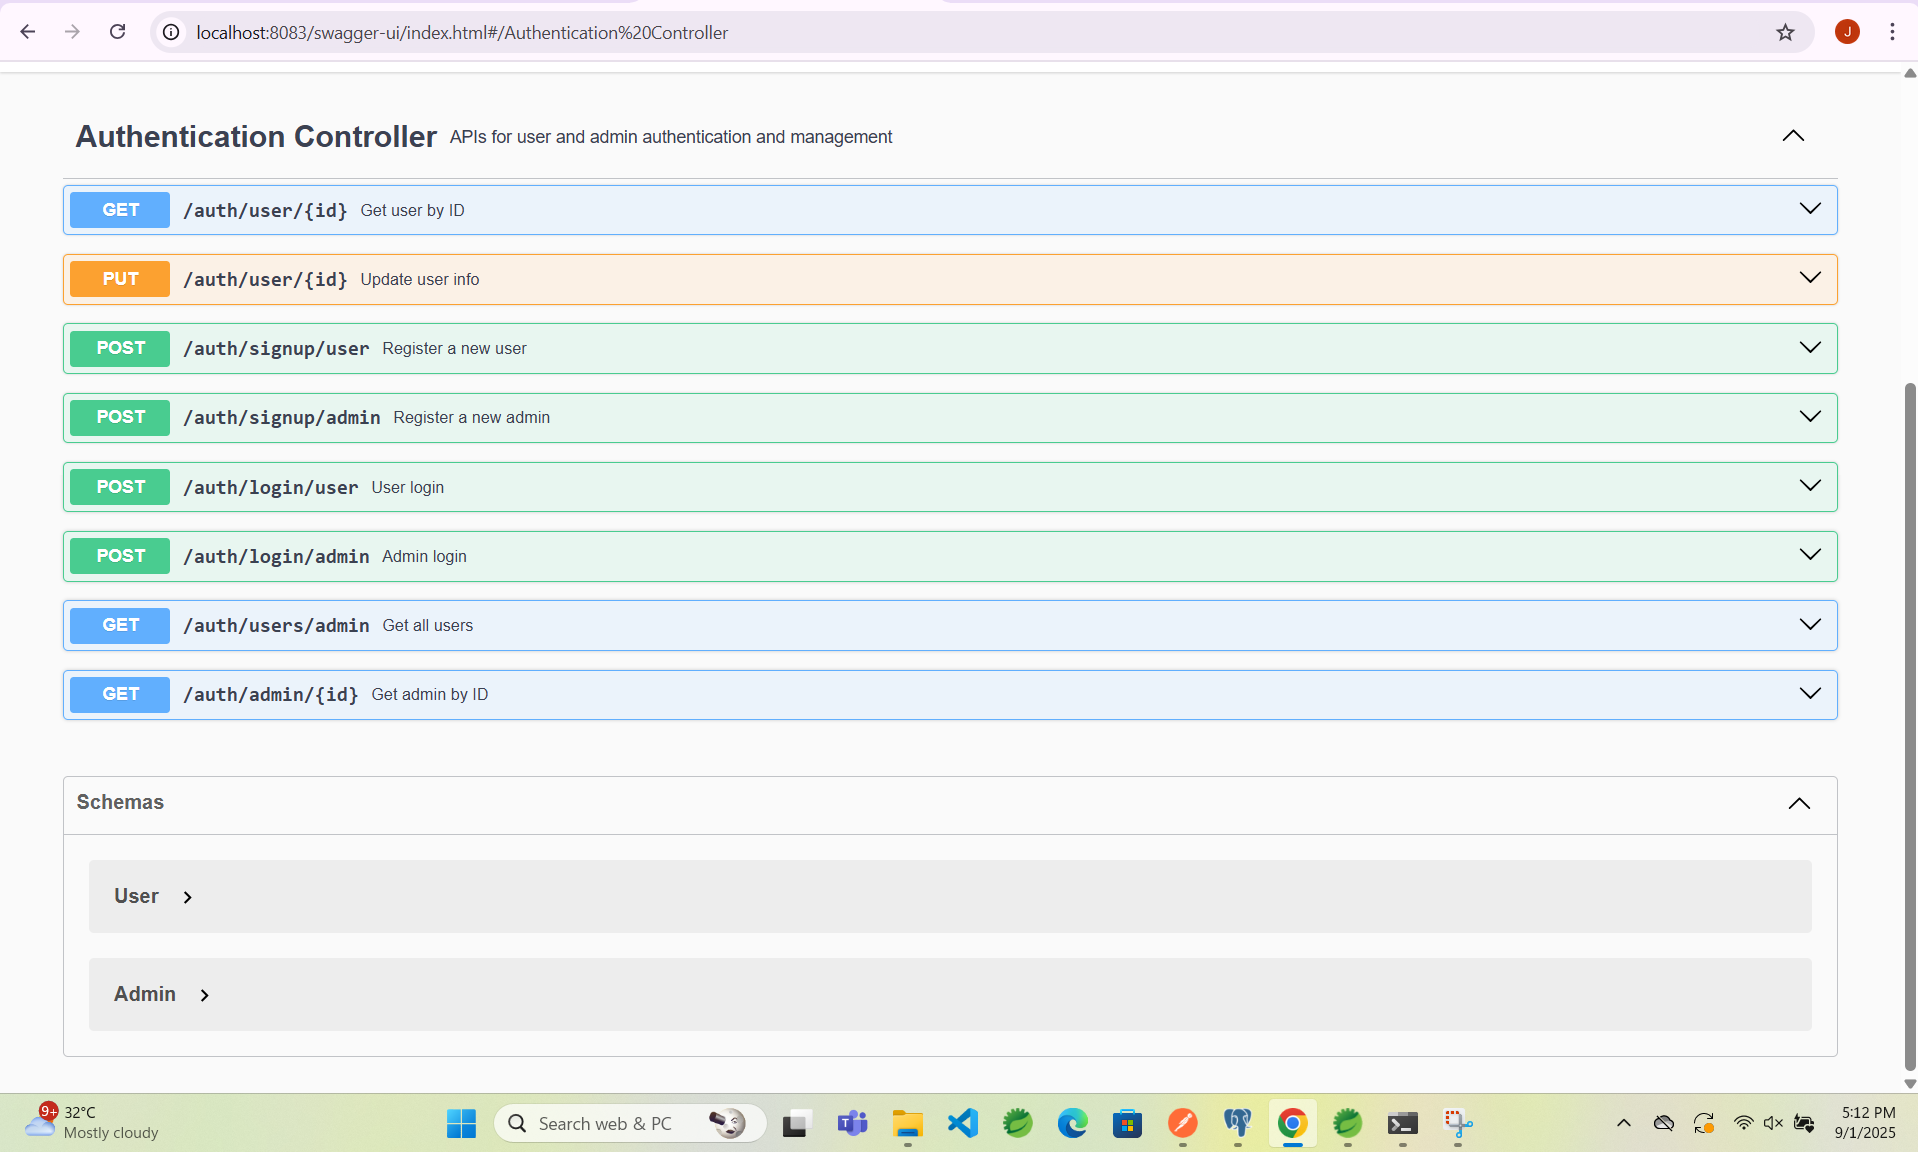 localhost:8083/swagger-ui/index.html#/Authentication%20Controller
J
Authentication Controller APIs for user and admin authentication and management
GET /auth/user/{id} Get user by ID
PUT /auth/user/{id} Update user info
POST /auth/signup/user Register a new user
POST /auth/signup/admin Register a new admin
POST /auth/login/user User login
POST /auth/login/admin Admin login
GET /auth/users/admin Get all users
GET /auth/admin/{id} Get admin by ID
Schemas
User
Admin
9+
32°C
Mostly cloudy
Search web & PC
5:12 PM
9/1/2025